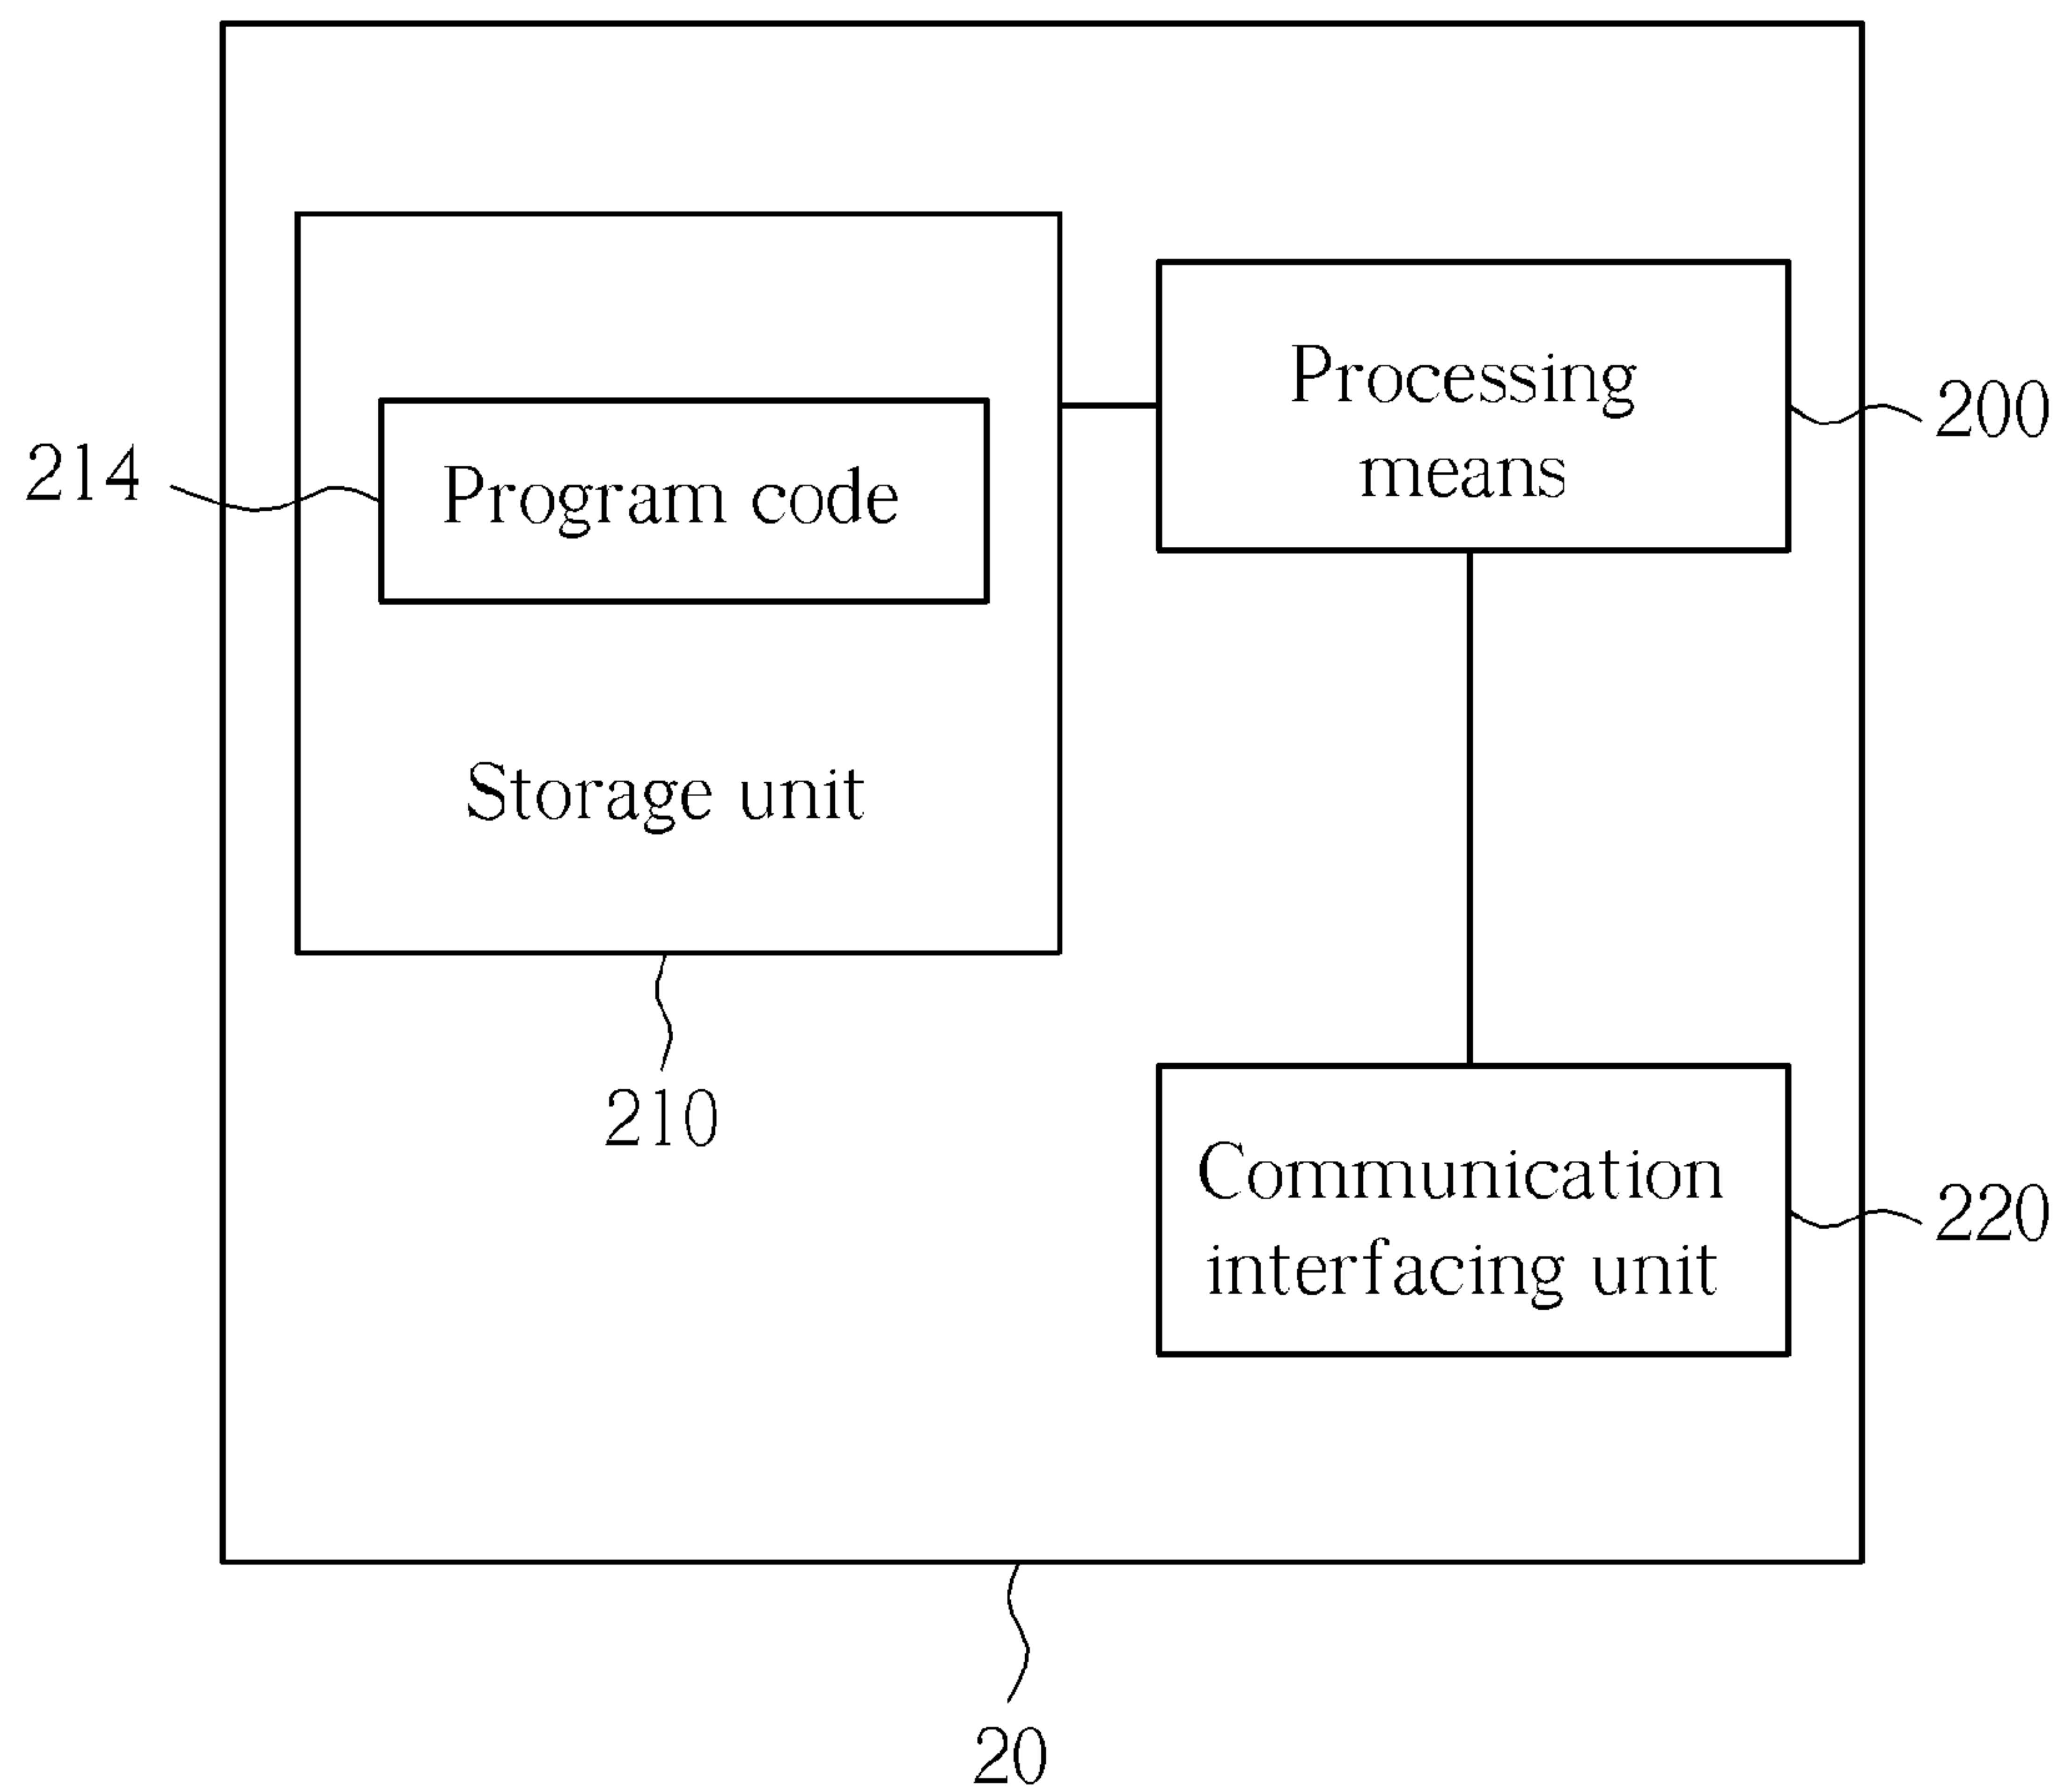 Processing
means
200
214
Program code
Storage unit
210
Communication
interfacing unit
220
20